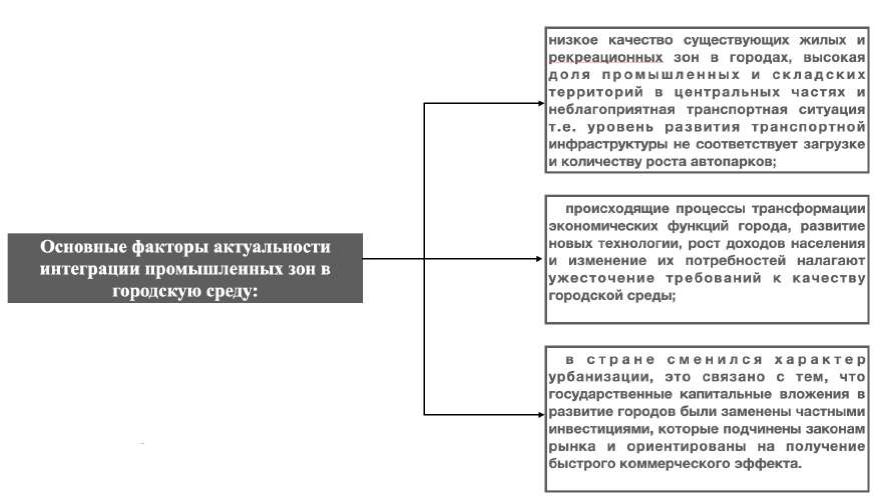 Основные факторы актуальности
интеграции промышленных зон в
городскую среду:
низкое качество существующих жилых и
рекреационных зон в городах, высокая
доля промышленных и складских
территорий в центральных частях и
неблагоприятная транспортная ситуация
т.е. уровень развития транспортной
инфраструктуры не соответствует загрузке
и количеству роста автопарков;
происходящие процессы трансформации
экономических функций города, развитие
новых технологии, рост доходов населения
и изменение их потребностей налагают
ужесточение требований к качеству
городской среды;
в стране сменился характер
урбанизации, это связано с тем, что
государственные капитальные вложения в
развитие городов были заменены частными
инвестициями, которые подчинены законам
рынка и ориентированы на получение
быстрого коммерческого эффекта.